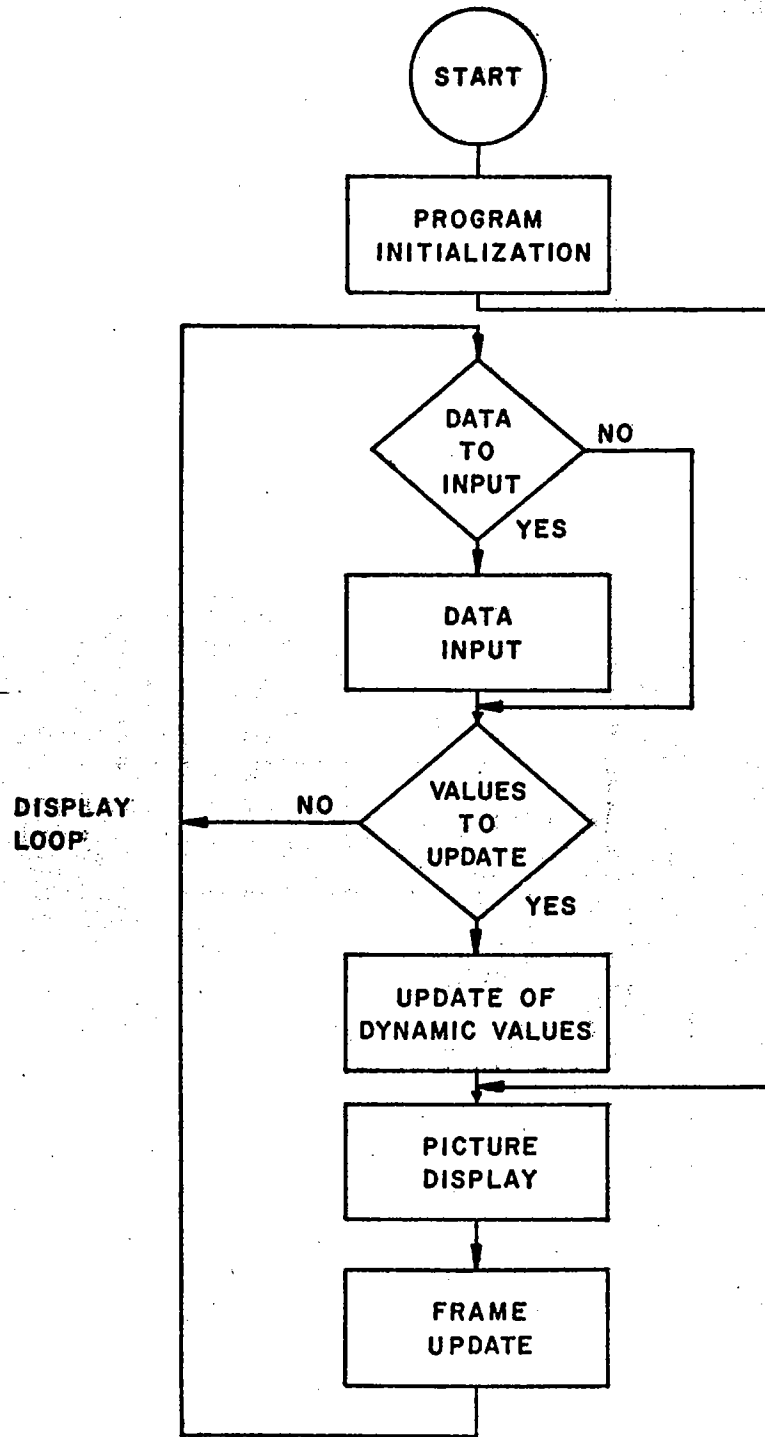 START
PROGRAM
INITIALIZATION
DATA
TO
INPUT
NO
YES
DATA
INPUT
DISPLAY
LOOP
NO
VALUES
TO
UPDATE
YES
UPDATE OF
DYNAMIC VALUES
PICTURE
DISPLAY
FRAME
UPDATE